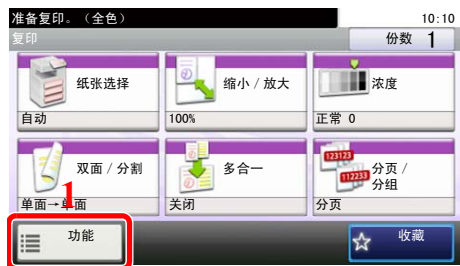 准备复印。（全色） 10:10
复印 份数 1
纸张选择 缩小 / 放大 浓度
自动 100% 正常 0
123123
112233
双面 / 分割 多合一 分页 /
分组
单面→单面 关闭 分页
1
功能 收藏